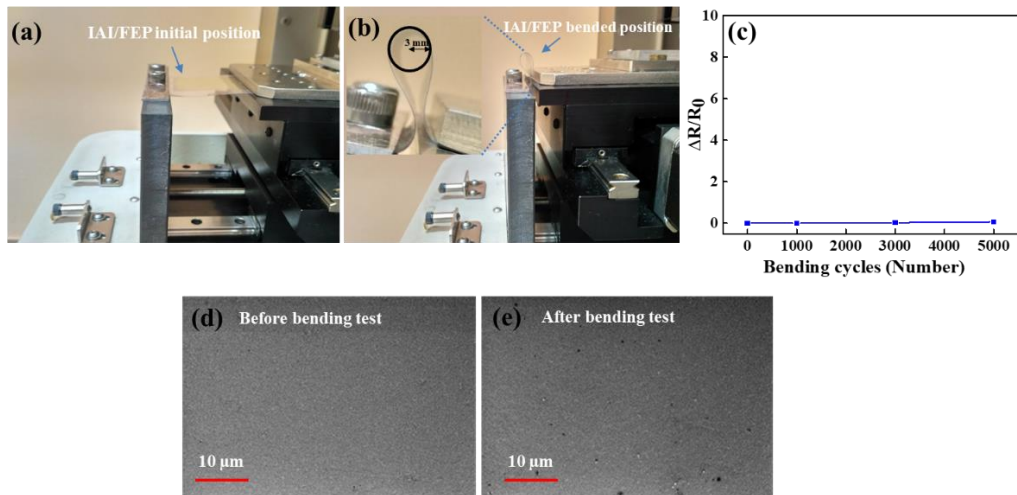 (a)
IAI/FEP initial position
(b)
3 mm
IAI/FEP bended position
(c)
10
8
6
4
2
0
ΔR/R0
0 1000 2000 3000 4000 5000
Bending cycles (Number)
(d) Before bending test
10 μm
(e) After bending test
10 μm